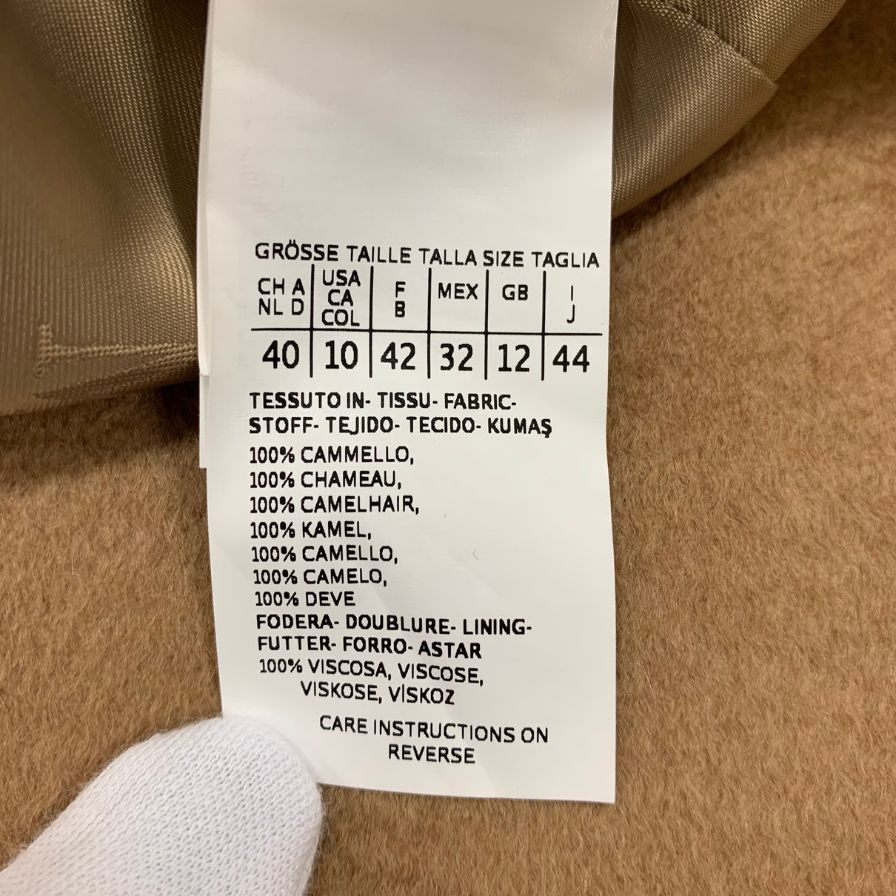 GRÖSSE TAILLE TALLA SIZE TAGLIA
CH A NL D | USA CA COL | F B | MEX | GB | I J
40 | 10 | 42 | 32 | 12 | 44
TESSUTO IN- TISSU- FABRIC-
STOFF- TEJIDO- TECIDO- KUMAŞ
100% CAMMELLO,
100% CHAMEAU,
100% CAMELHAIR,
100% KAMEL,
100% CAMELLO,
100% CAMELO,
100% DEVE
FODERA- DOUBLURE- LINING-
FUTTER- FORRO- ASTAR
100% VISCOSA, VISCOSE,
VISKOSE, VİSKOZ
CARE INSTRUCTIONS ON
REVERSE